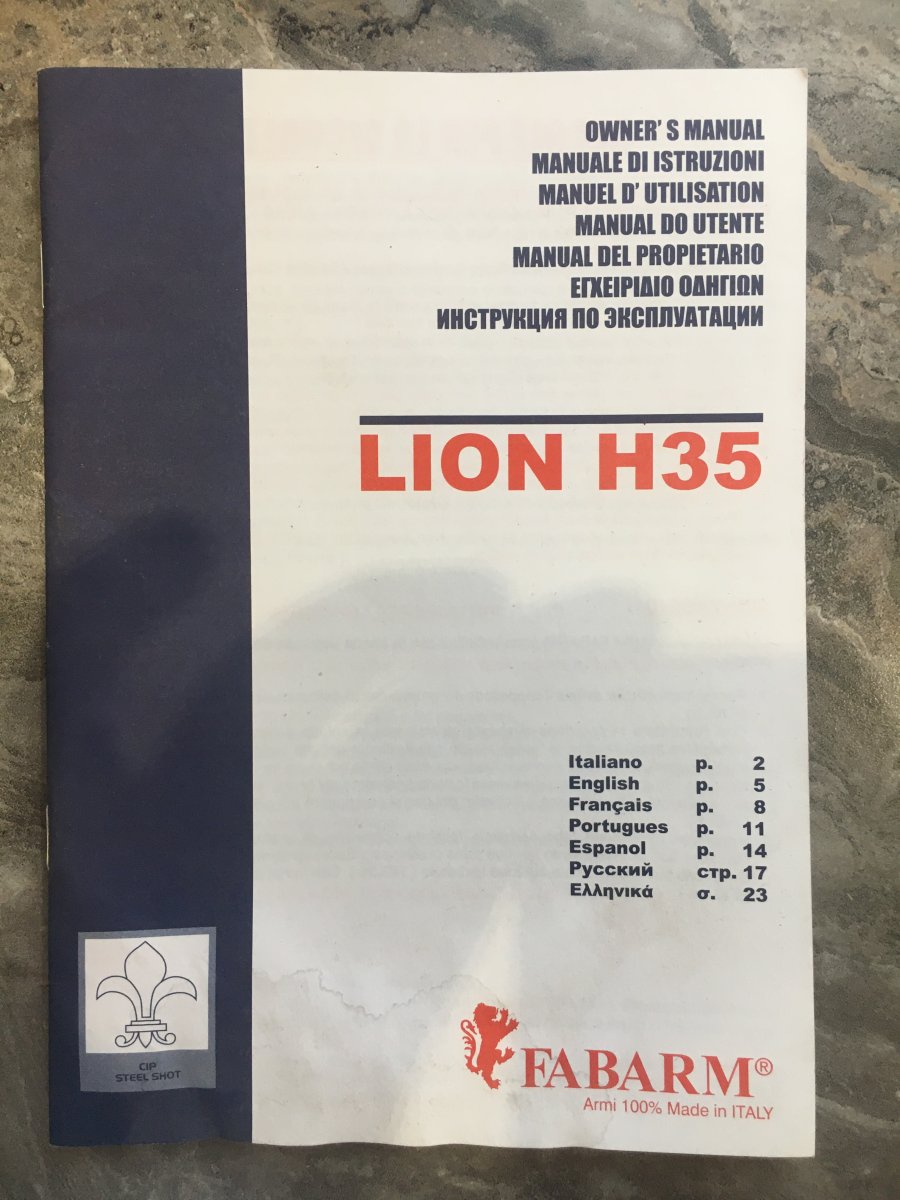 OWNER' S MANUAL
MANUALE DI ISTRUZIONI
MANUEL D' UTILISATION
MANUAL DO UTENTE
MANUAL DEL PROPIETARIO
ΕΓΧΕΙΡΙΔΙΟ ΟΔΗΓΙΩΝ
ИНСТРУКЦИЯ ПО ЭКСПЛУАТАЦИИ
LION H35
Italiano p. 2
English p. 5
Français p. 8
Portugues p. 11
Espanol p. 14
Русский стр. 17
Ελληνικά σ. 23
CIP
STEEL SHOT
FABARM®
Armi 100% Made in ITALY